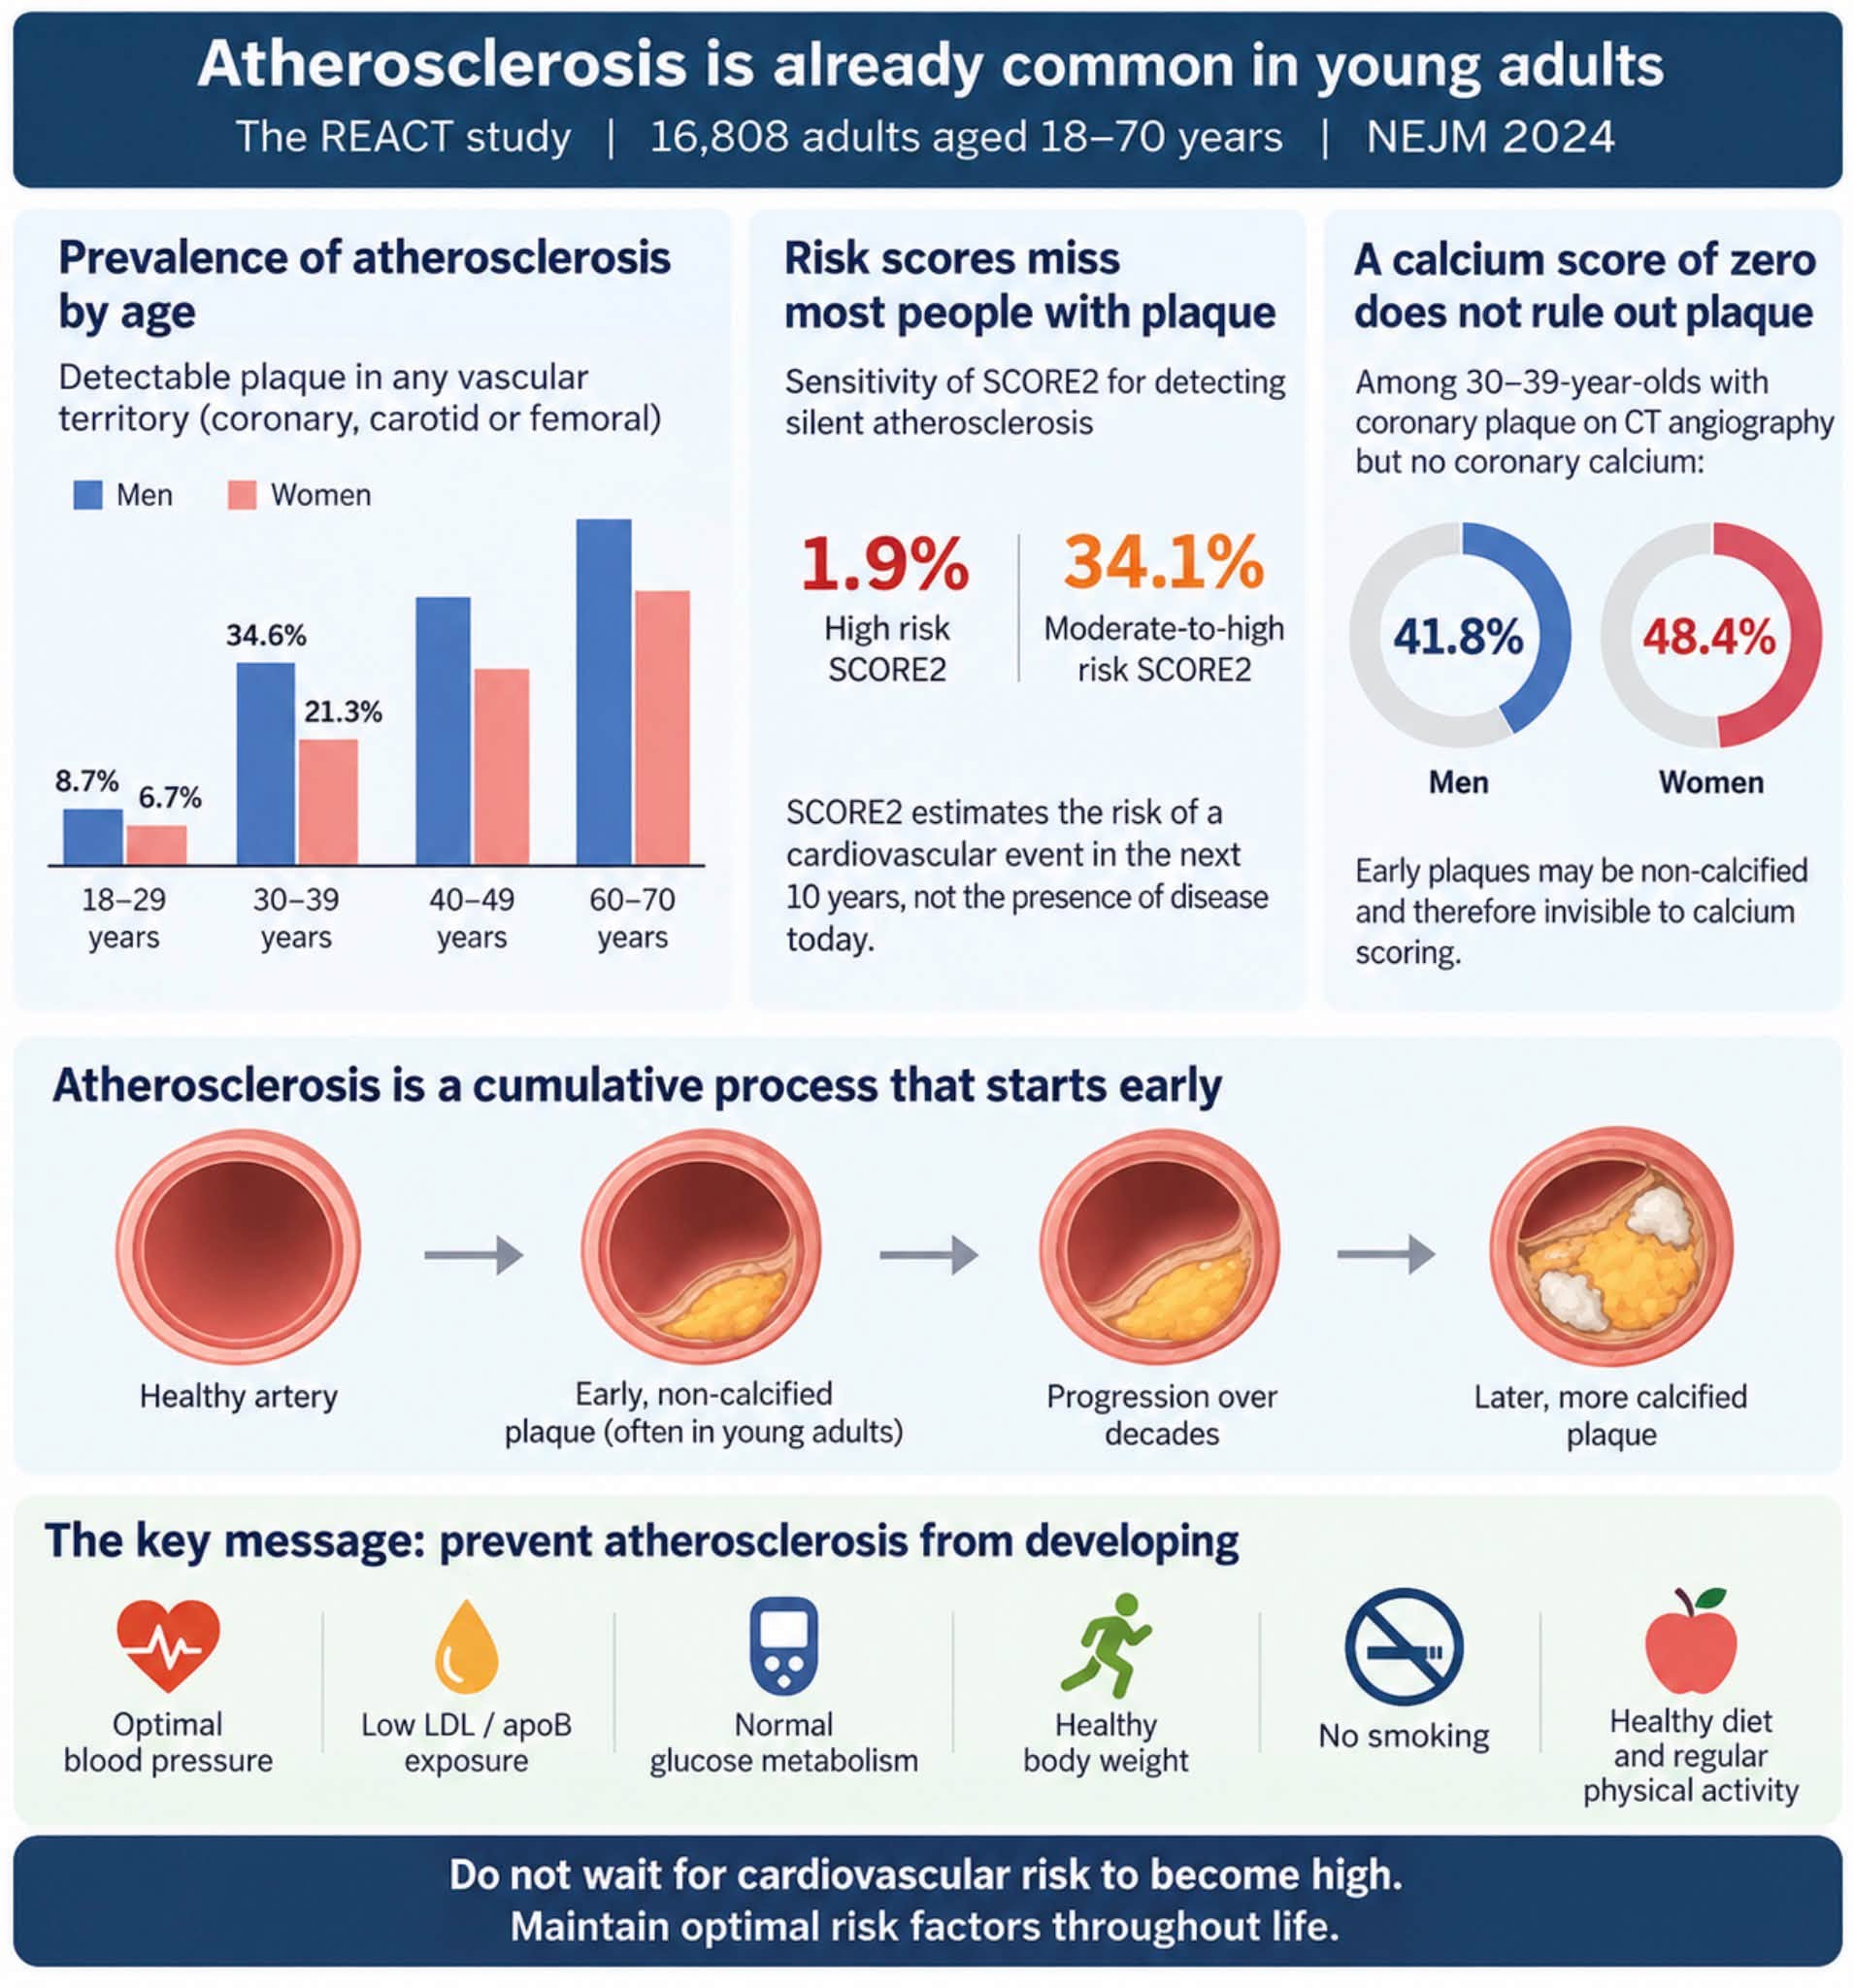 Atherosclerosis is already common in young adults
The REACT study | 16,808 adults aged 18–70 years | NEJM 2024
Prevalence of atherosclerosis
by age
Detectable plaque in any vascular
territory (coronary, carotid or femoral)
Men
Women
8.7%
6.7%
34.6%
21.3%
18–29
years
30–39
years
40–49
years
60–70
years
Risk scores miss
most people with plaque
Sensitivity of SCORE2 for detecting
silent atherosclerosis
1.9%
High risk
SCORE2
34.1%
Moderate-to-high
risk SCORE2
SCORE2 estimates the risk of a
cardiovascular event in the next
10 years, not the presence of disease
today.
A calcium score of zero
does not rule out plaque
Among 30–39-year-olds with
coronary plaque on CT angiography
but no coronary calcium:
41.8%
Men
48.4%
Women
Early plaques may be non-calcified
and therefore invisible to calcium
scoring.
Atherosclerosis is a cumulative process that starts early
Healthy artery
Early, non-calcified
plaque (often in young adults)
Progression over
decades
Later, more calcified
plaque
The key message: prevent atherosclerosis from developing
Optimal
blood pressure
Low LDL / apoB
exposure
Normal
glucose metabolism
Healthy
body weight
No smoking
Healthy diet
and regular
physical activity
Do not wait for cardiovascular risk to become high.
Maintain optimal risk factors throughout life.